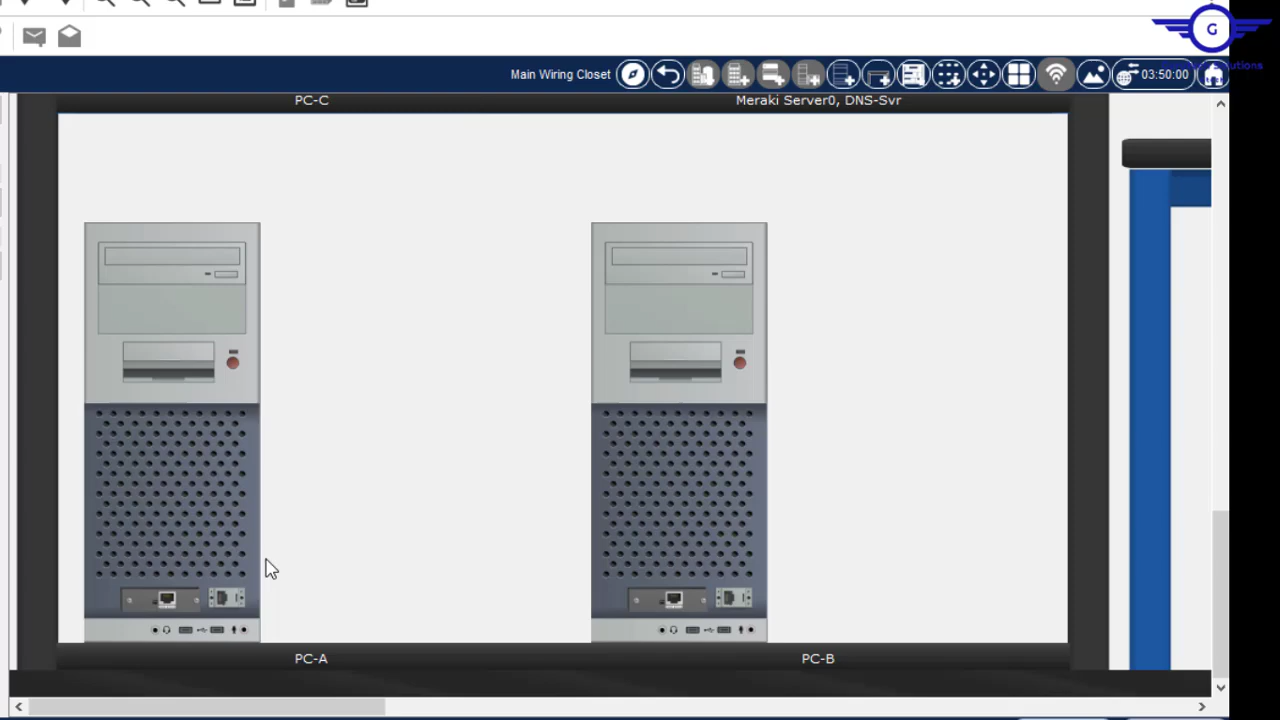 G
Main Wiring Closet
03:50:00
PC-C
Meraki Server0, DNS-Svr
PC-A
PC-B